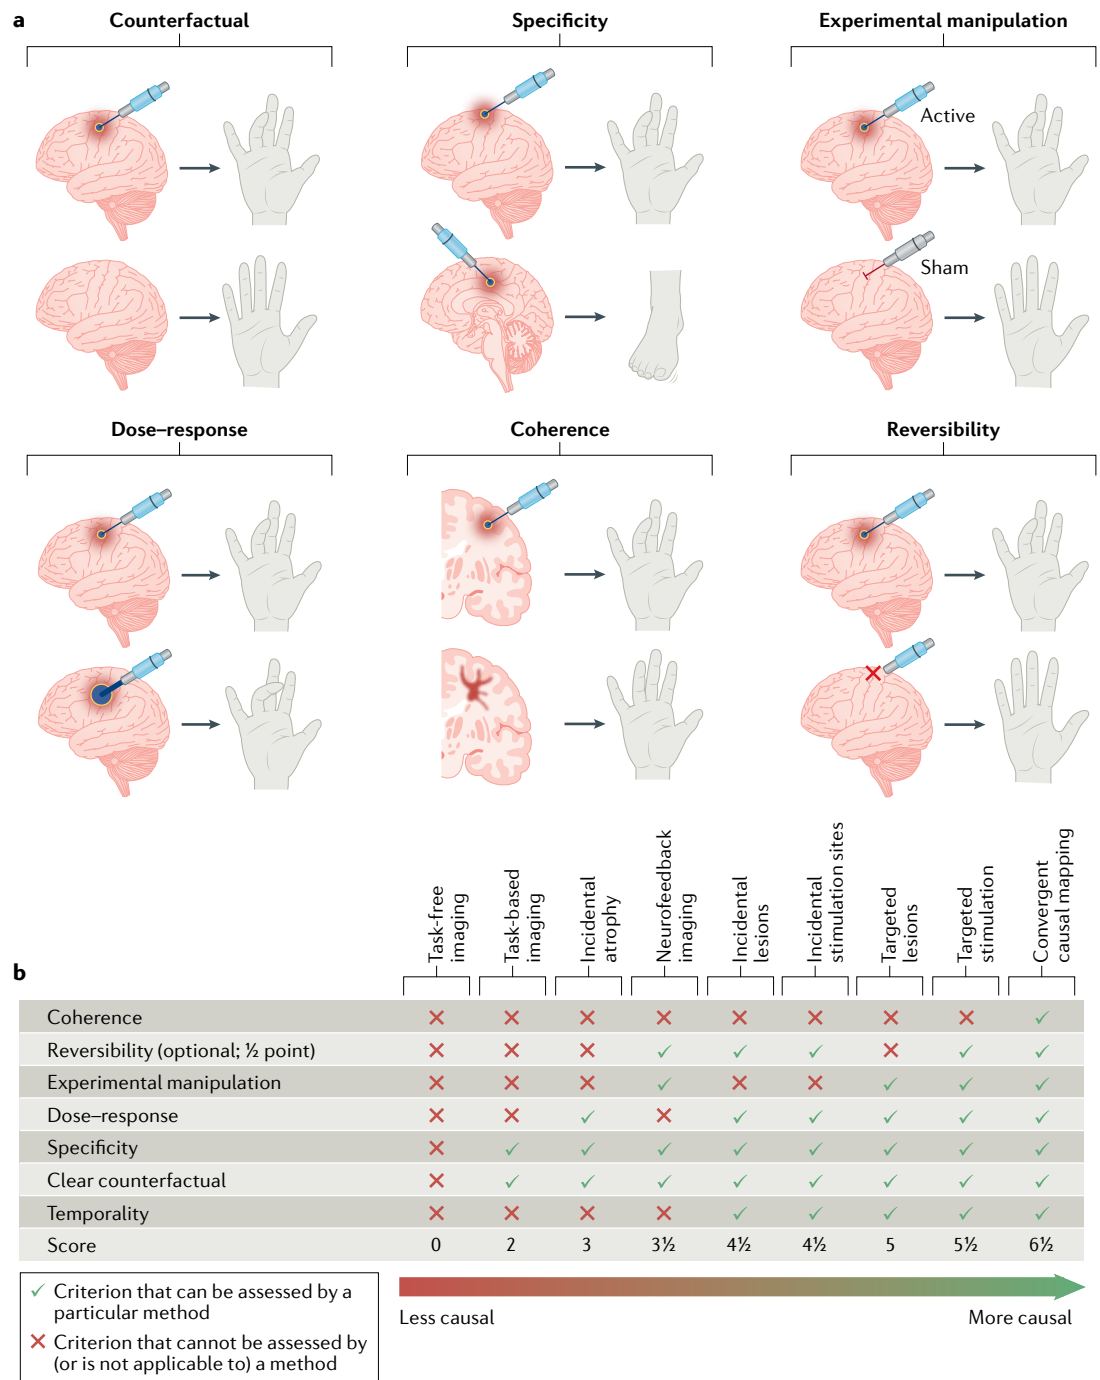 a
Counterfactual
Specificity
Experimental manipulation
Active
Sham
Dose–response
Coherence
Reversibility
b
Task-free
imaging
Task-based
imaging
Incidental
atrophy
Neurofeedback
imaging
Incidental
lesions
Incidental
stimulation sites
Targeted
lesions
Targeted
stimulation
Convergent
causal mapping
Coherence ✕ ✕ ✕ ✕ ✕ ✕ ✕ ✕ ✓
Reversibility (optional; ½ point) ✕ ✕ ✕ ✓ ✓ ✓ ✕ ✓ ✓
Experimental manipulation ✕ ✕ ✕ ✓ ✕ ✕ ✓ ✓ ✓
Dose–response ✕ ✕ ✓ ✕ ✓ ✓ ✓ ✓ ✓
Specificity ✕ ✓ ✓ ✓ ✓ ✓ ✓ ✓ ✓
Clear counterfactual ✕ ✓ ✓ ✓ ✓ ✓ ✓ ✓ ✓
Temporality ✕ ✕ ✕ ✕ ✓ ✓ ✓ ✓ ✓
Score 0 2 3 3½ 4½ 4½ 5 5½ 6½
✓ Criterion that can be assessed by a
particular method
✕ Criterion that cannot be assessed by
(or is not applicable to) a method
Less causal
More causal